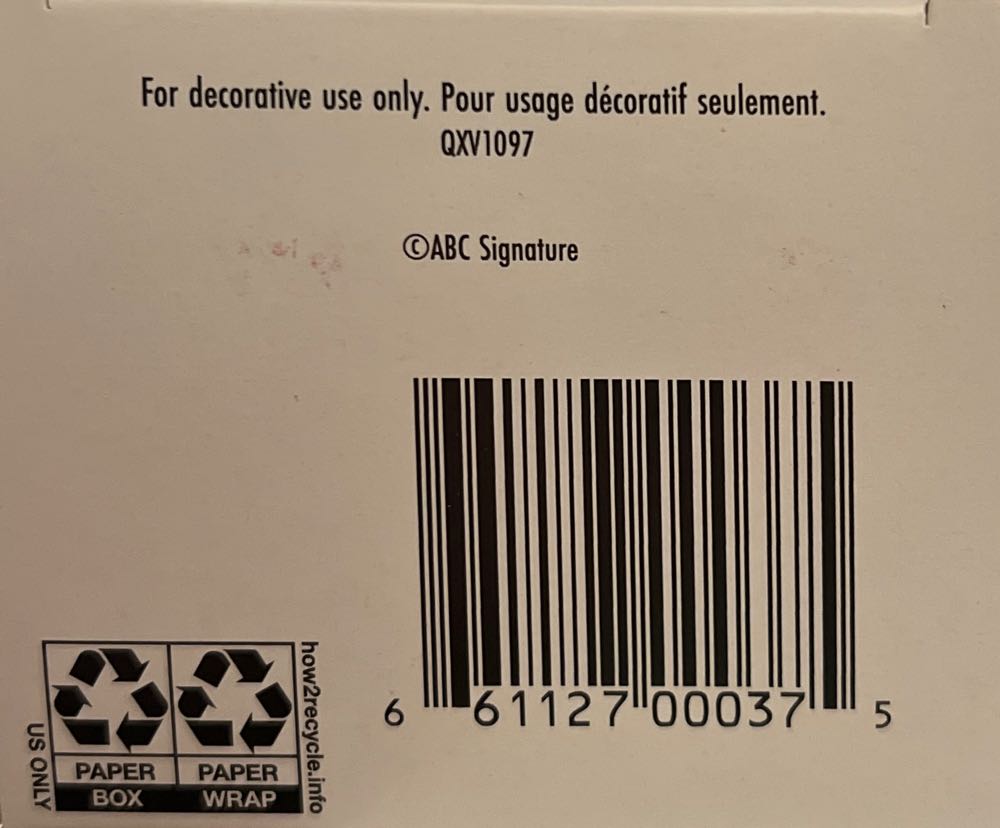 For decorative use only. Pour usage décoratif seulement.
QXV1097
©ABC Signature
6 61127 00037 5
how2recycle.info
US ONLY
PAPER PAPER
BOX WRAP